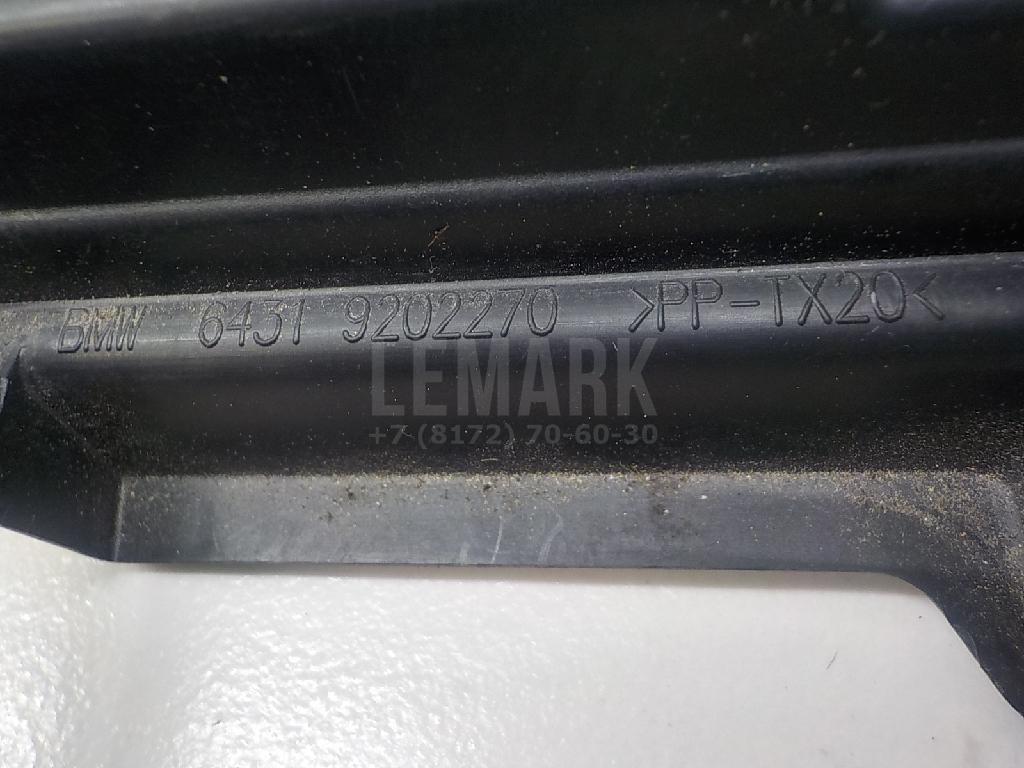 BMW 6431 9202270 >PP-TX20<
LEMARK
+7 (8172) 70-60-30